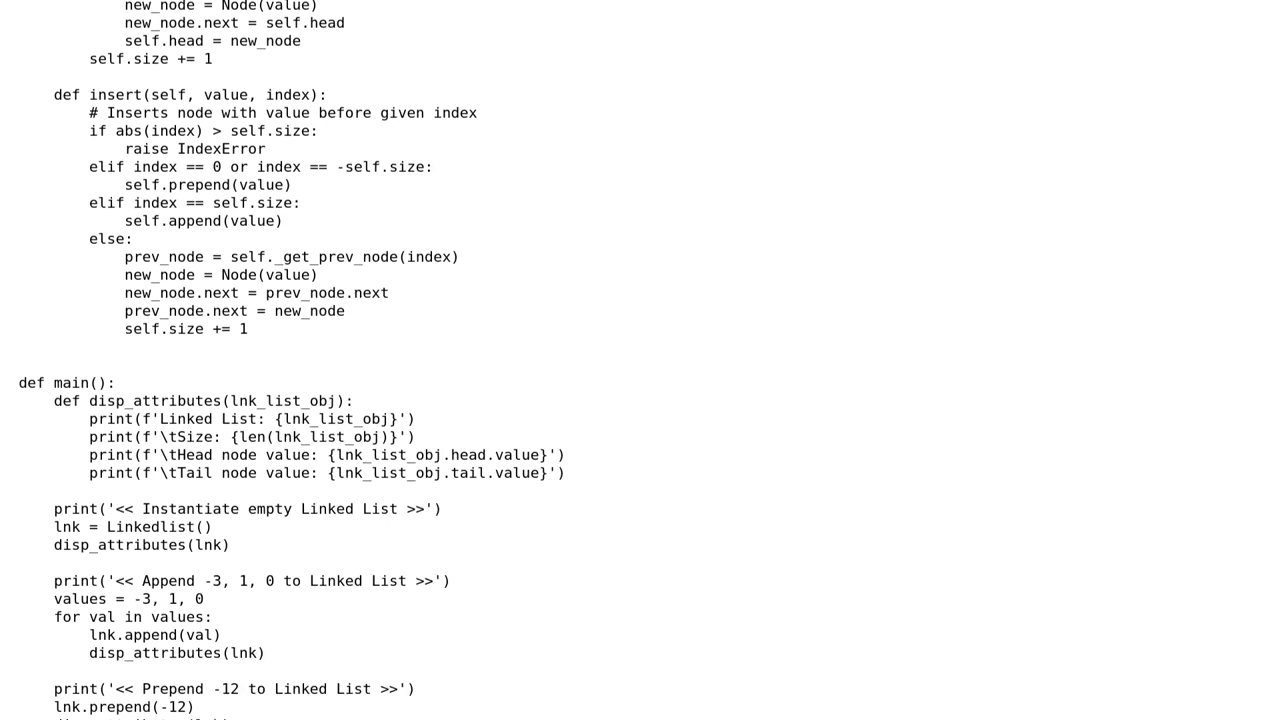 new_node = Node(value)
            new_node.next = self.head
            self.head = new_node
        self.size += 1

    def insert(self, value, index):
        # Inserts node with value before given index
        if abs(index) > self.size:
            raise IndexError
        elif index == 0 or index == -self.size:
            self.prepend(value)
        elif index == self.size:
            self.append(value)
        else:
            prev_node = self._get_prev_node(index)
            new_node = Node(value)
            new_node.next = prev_node.next
            prev_node.next = new_node
            self.size += 1


def main():
    def disp_attributes(lnk_list_obj):
        print(f'Linked List: {lnk_list_obj}')
        print(f'\tSize: {len(lnk_list_obj)}')
        print(f'\tHead node value: {lnk_list_obj.head.value}')
        print(f'\tTail node value: {lnk_list_obj.tail.value}')

    print('<< Instantiate empty Linked List >>')
    lnk = Linkedlist()
    disp_attributes(lnk)

    print('<< Append -3, 1, 0 to Linked List >>')
    values = -3, 1, 0
    for val in values:
        lnk.append(val)
        disp_attributes(lnk)

    print('<< Prepend -12 to Linked List >>')
    lnk.prepend(-12)